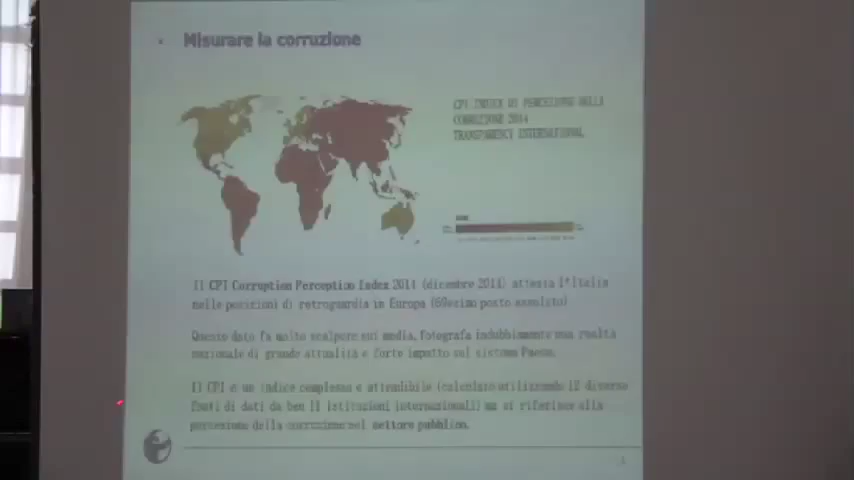 Misurare la corruzione
CPI INDEX DI PERCEZIONE DELLA
CORRUZIONE 2014
TRANSPARENCY INTERNATIONAL
Il CPI Corruption Perception Index 2014 (dicembre 2014) attesta l'Italia
nelle posizioni di retroguardia in Europa (69esimo posto assoluto)
Questo dato fa molto scalpore sui media, fotografa indubbiamente una realtà
nazionale di grande attualità e forte impatto sul sistema Paese.
Il CPI è un indice complesso e attendibile (calcolato utilizzando 12 diverse
fonti di dati da ben 11 istituzioni internazionali) ma si riferisce alla
percezione della corruzione nel settore pubblico.